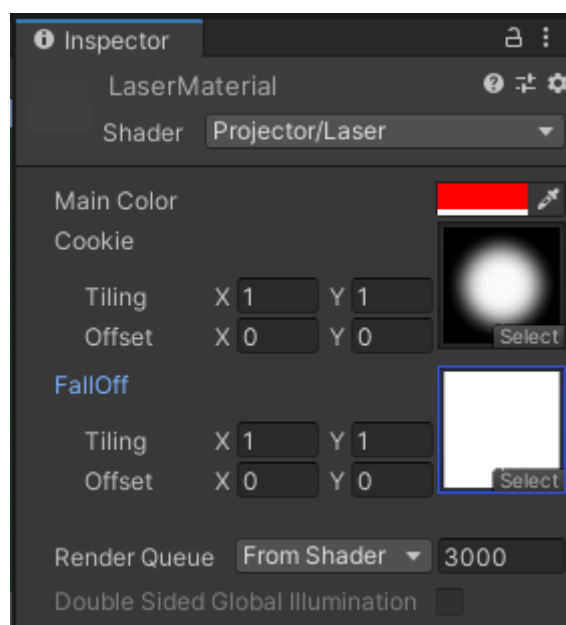 Inspector
LaserMaterial
Shader Projector/Laser
Main Color
Cookie
Tiling X 1 Y 1
Offset X 0 Y 0
Select
FallOff
Tiling X 1 Y 1
Offset X 0 Y 0
Select
Render Queue From Shader 3000
Double Sided Global Illumination